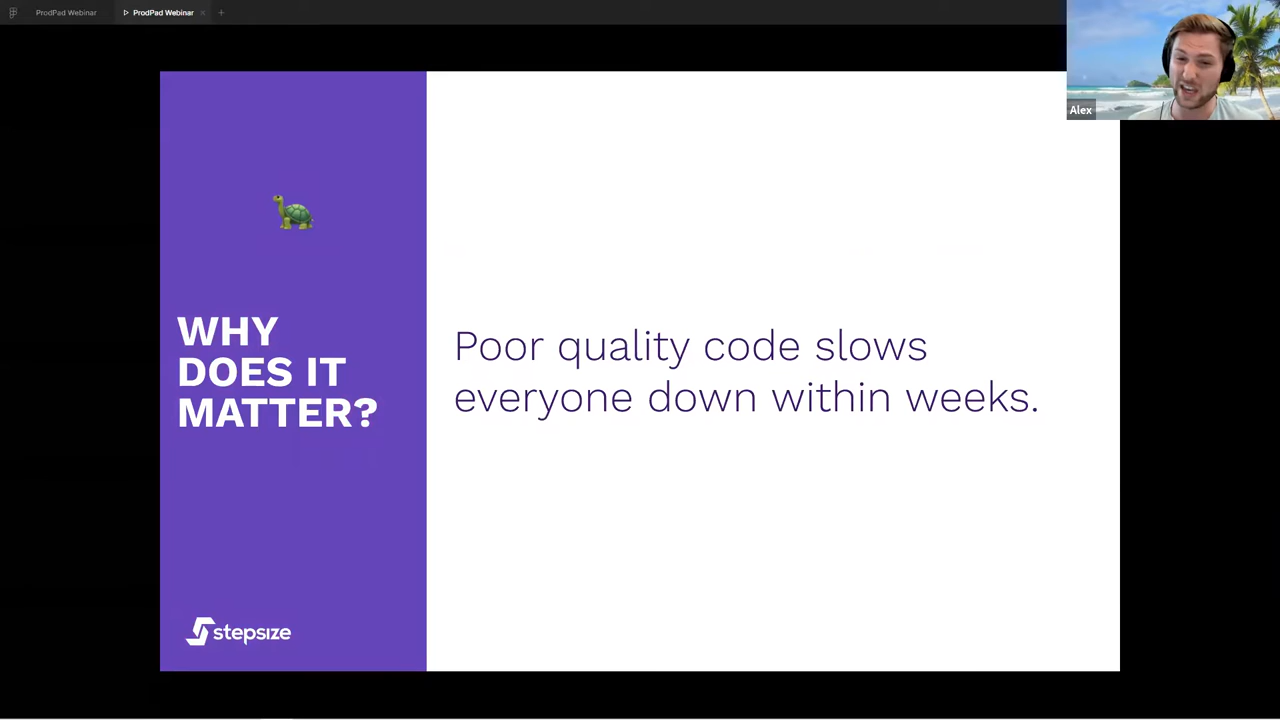 ProdPad Webinar
ProdPad Webinar
Alex
WHY
DOES IT
MATTER?
Poor quality code slows
everyone down within weeks.
stepsize